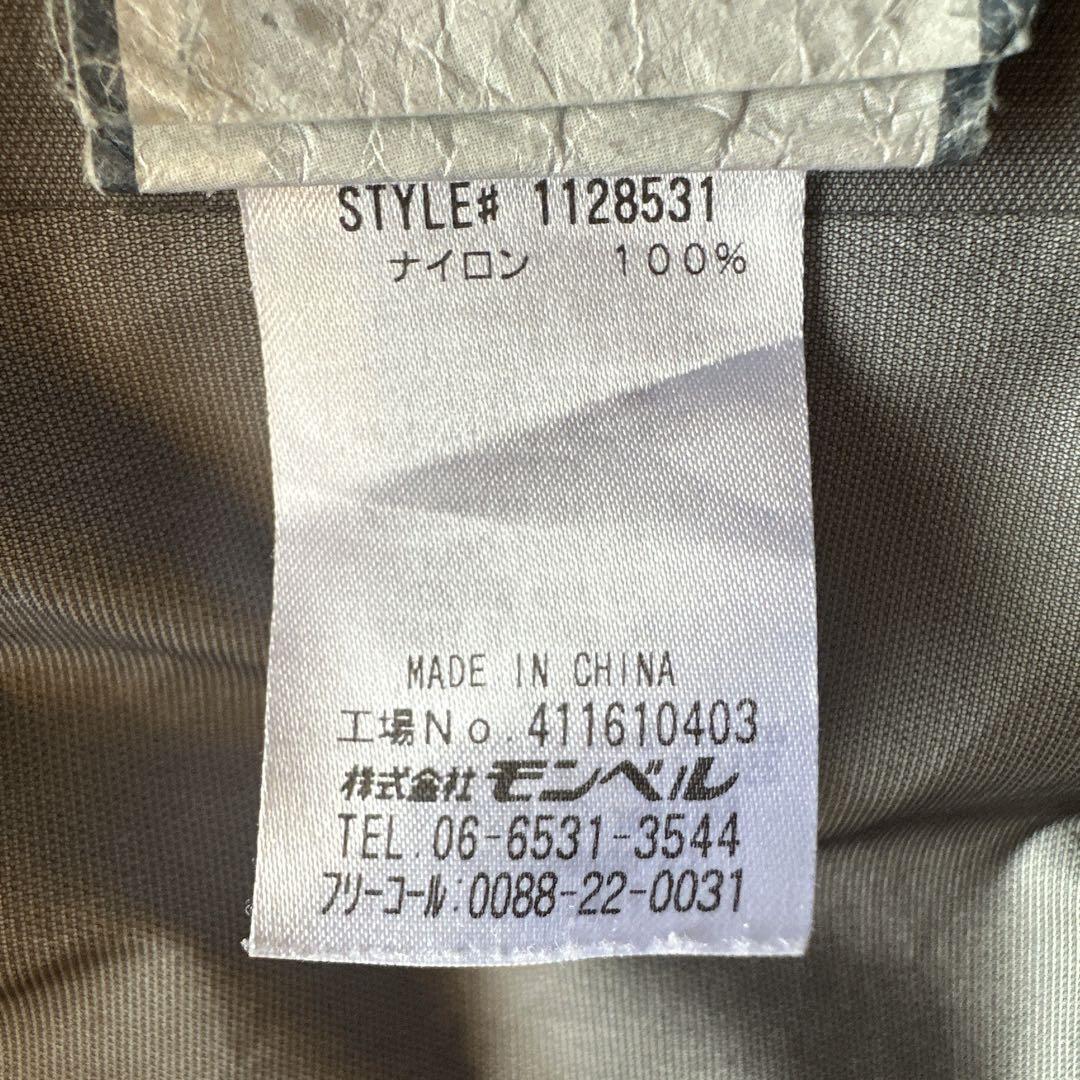 STYLE# 1128531
ナイロン 100%
MADE IN CHINA
工場No. 411610403
株式会社 モンベル
TEL. 06-6531-3544
フリーコール:0088-22-0031